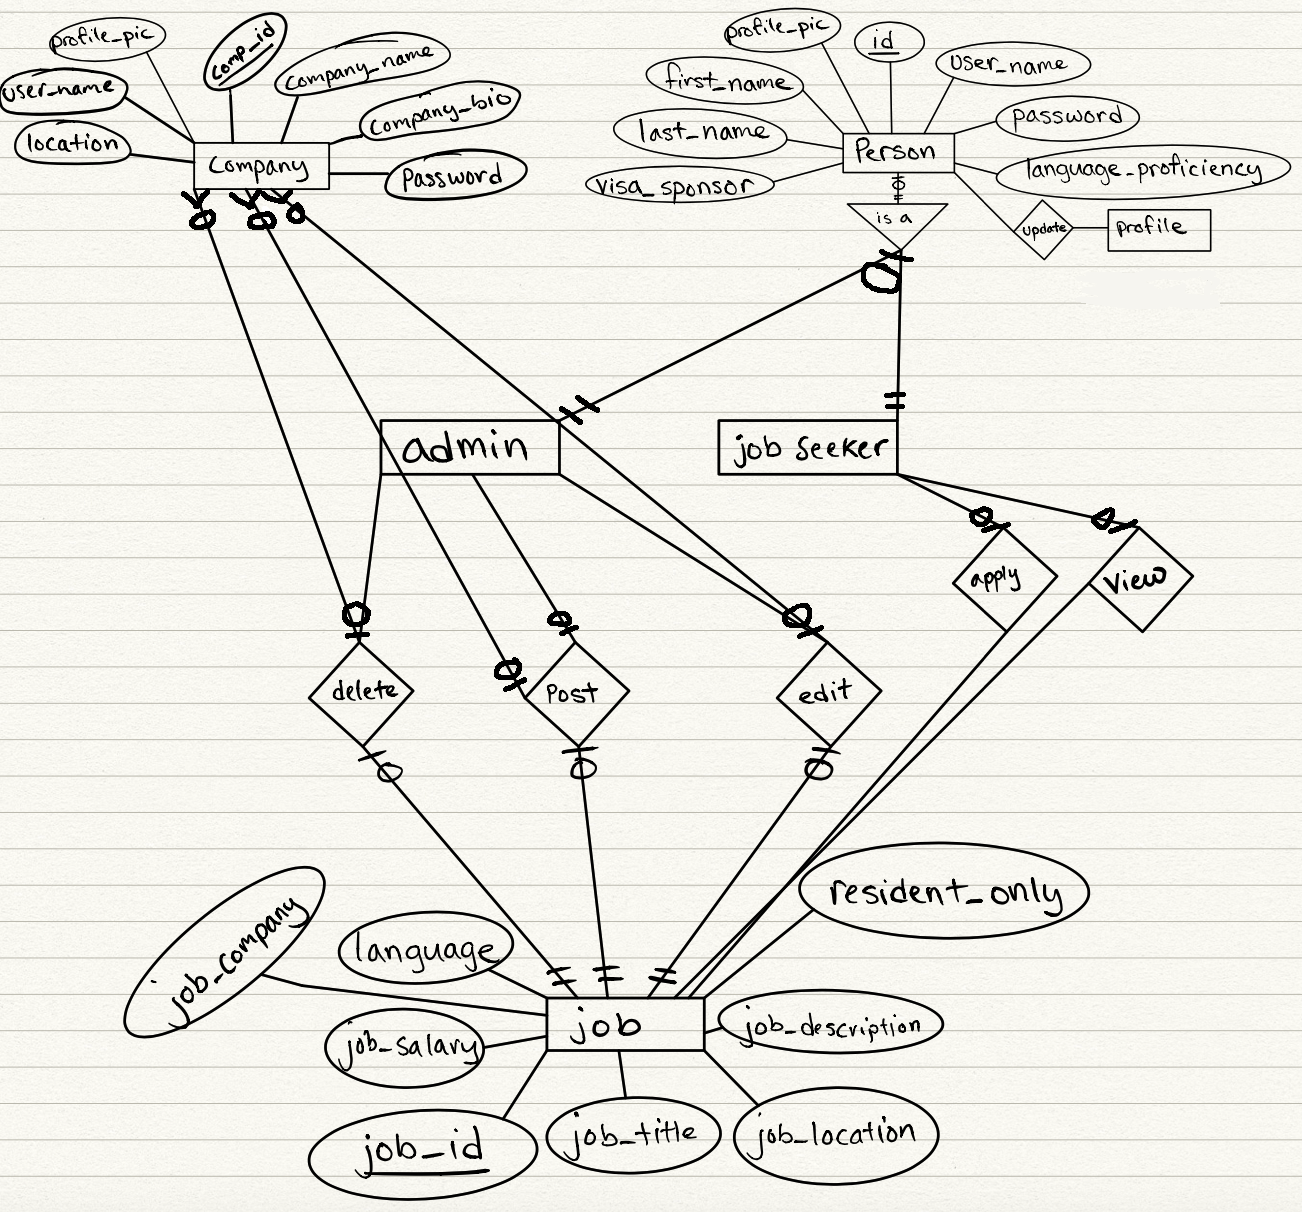 profile_pic
comp_id
company_name
user_name
company_bio
location
Company
Password
profile_pic
id
user_name
first_name
last_name
password
Person
visa_sponsor
language_proficiency
is a
update
profile
admin
job seeker
apply
View
delete
Post
edit
resident_only
job_company
language
job
job_description
job_salary
job_id
job_title
job_location